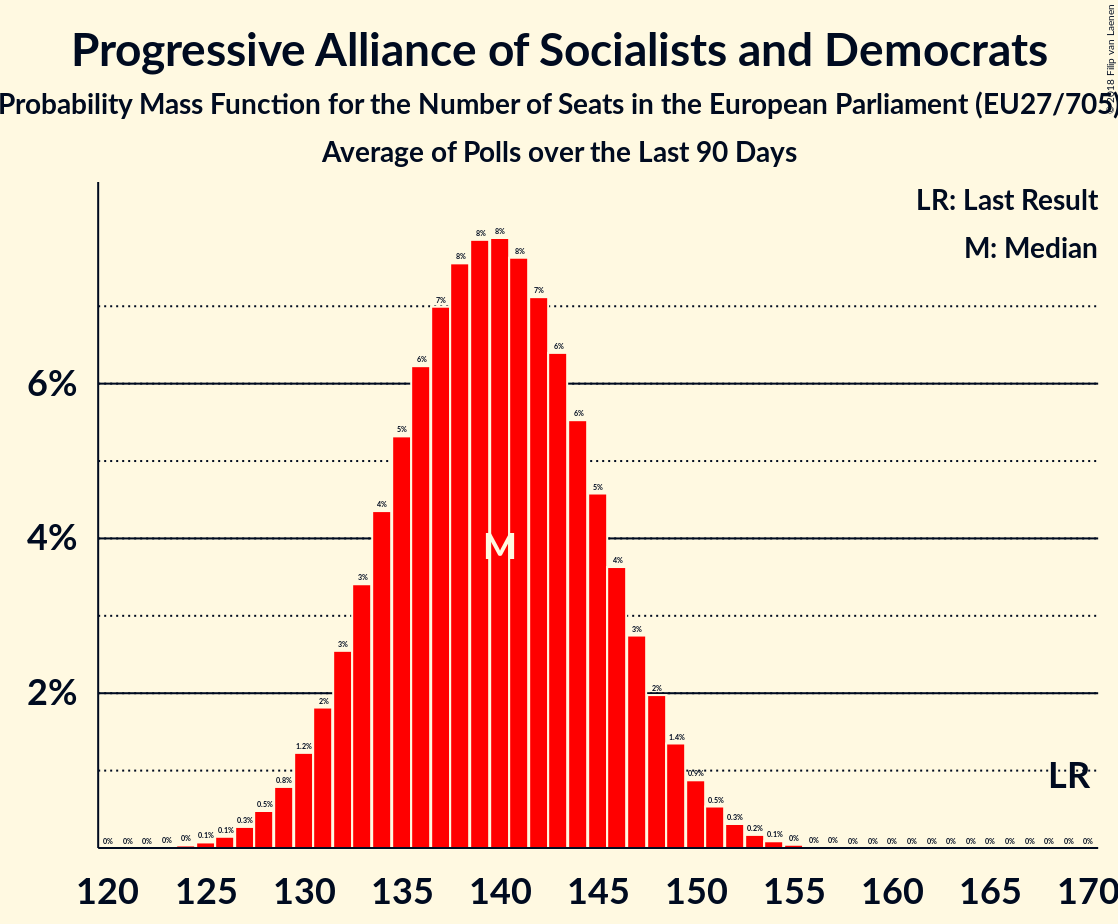 Progressive Alliance of Socialists and Democrats
Probability Mass Function for the Number of Seats in the European Parliament (EU27/705)
Average of Polls over the Last 90 Days
© 2018 Filip van Laenen
LR: Last Result
M: Median
6%
4%
2%
0% 0% 0% 0% 0% 0.1% 0.1% 0.3% 0.5% 0.8% 1.2% 2% 3% 3% 4% 5% 6% 7% 8% 8% 8% 8% 7% 6% 6% 5% 4% 3% 2% 1.4% 0.9% 0.5% 0.3% 0.2% 0.1% 0% 0% 0% 0% 0% 0% 0% 0% 0% 0% 0% 0% 0% 0% 0% 0%
M
LR
120 125 130 135 140 145 150 155 160 165 170